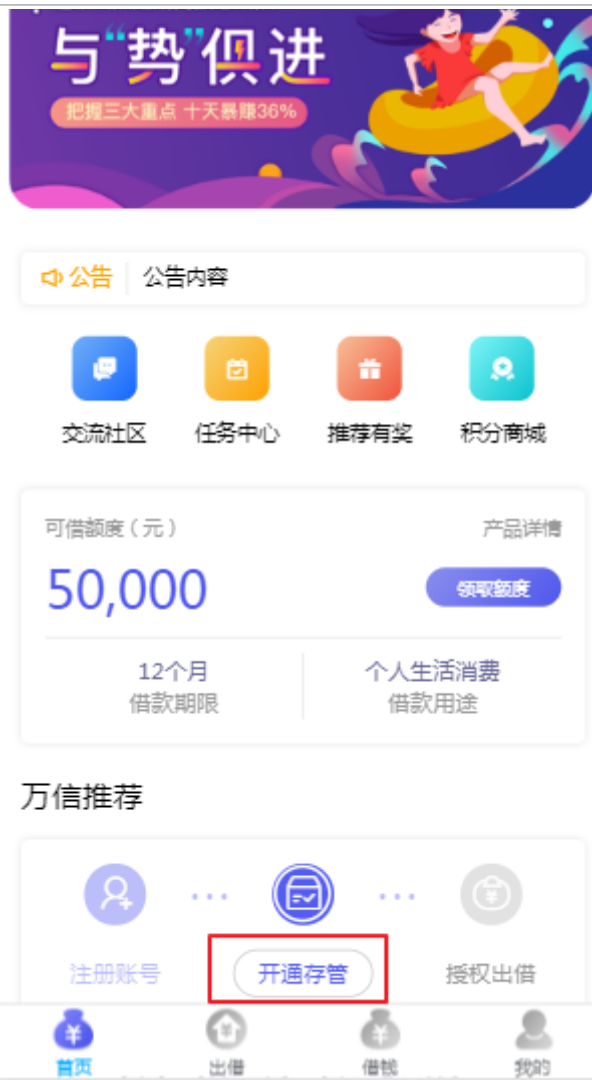 与“势”俱进
把握三大重点 十天暴赚36%
公告 公告内容
交流社区 任务中心 推荐有奖 积分商城
可借额度（元） 产品详情
50,000 领取额度
12个月 个人生活消费
借款期限 借款用途
万信推荐
注册账号 开通存管 授权出借
首页 出借 借钱 我的